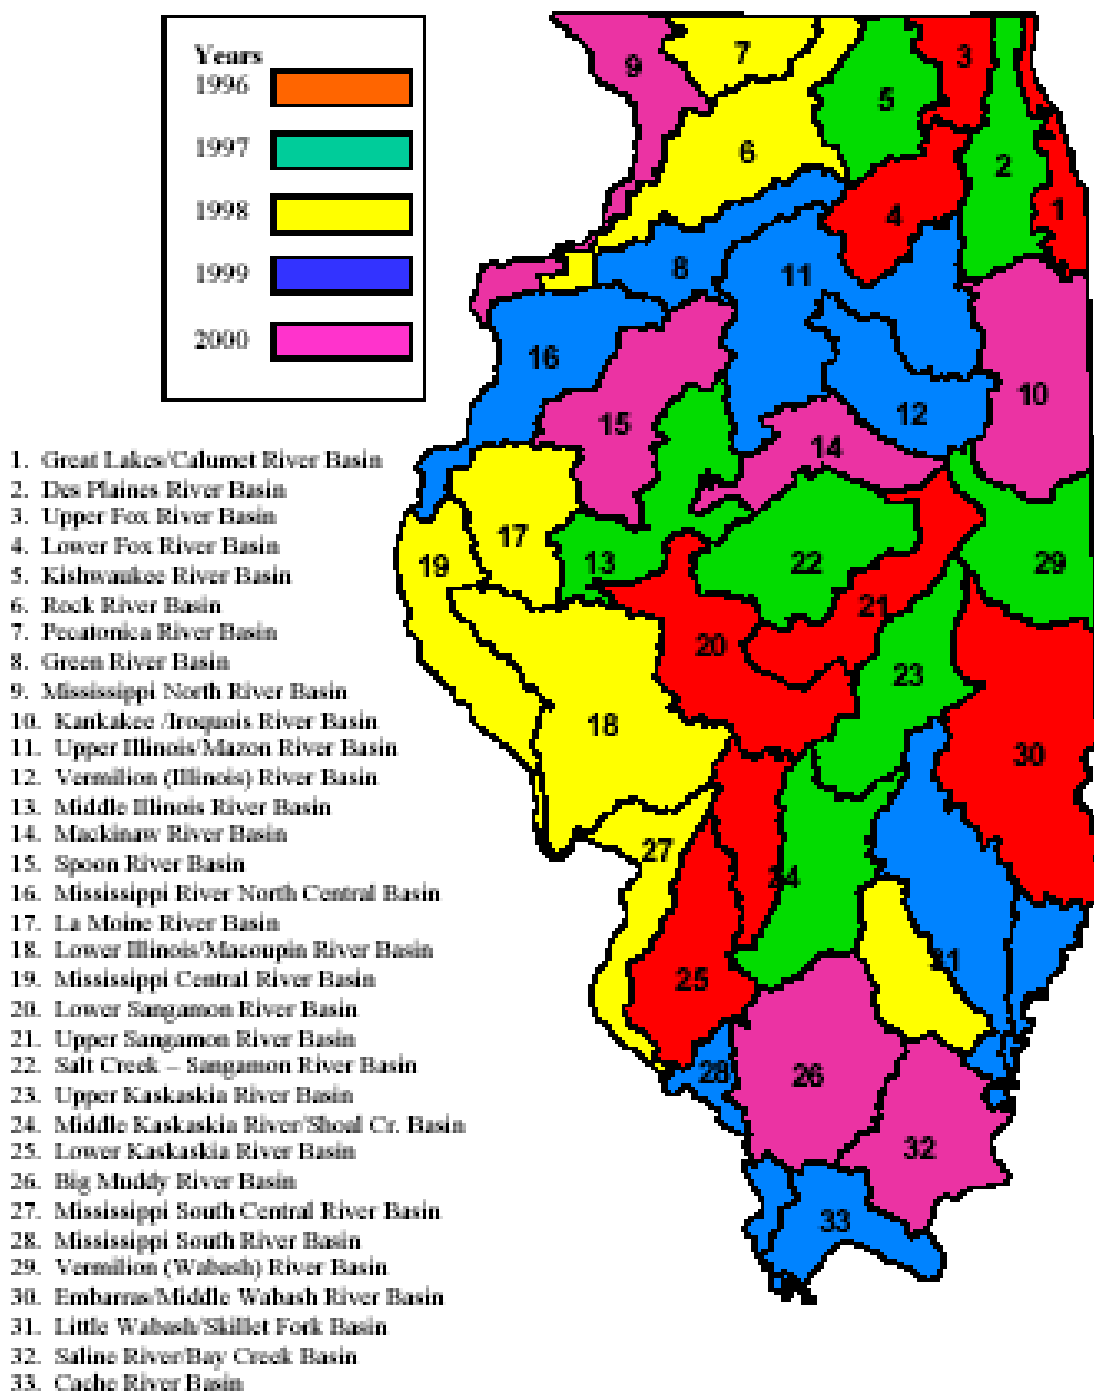 Years
1996
1997
1998
1999
2000
9
7
3
5
6
2
4
1
8
11
16
10
15
12
14
17
19
13
22
29
21
20
23
18
30
27
24
25
31
28
26
32
33
1. Great Lakes/Calumet River Basin
2. Des Plaines River Basin
3. Upper Fox River Basin
4. Lower Fox River Basin
5. Kishwaukee River Basin
6. Rock River Basin
7. Pecatonica River Basin
8. Green River Basin
9. Mississippi North River Basin
10. Kankakee /Iroquois River Basin
11. Upper Illinois/Mazon River Basin
12. Vermilion (Illinois) River Basin
13. Middle Illinois River Basin
14. Mackinaw River Basin
15. Spoon River Basin
16. Mississippi River North Central Basin
17. La Moine River Basin
18. Lower Illinois/Macoupin River Basin
19. Mississippi Central River Basin
20. Lower Sangamon River Basin
21. Upper Sangamon River Basin
22. Salt Creek – Sangamon River Basin
23. Upper Kaskaskia River Basin
24. Middle Kaskaskia River/Shoal Cr. Basin
25. Lower Kaskaskia River Basin
26. Big Muddy River Basin
27. Mississippi South Central River Basin
28. Mississippi South River Basin
29. Vermilion (Wabash) River Basin
30. Embarras/Middle Wabash River Basin
31. Little Wabash/Skillet Fork Basin
32. Saline River/Bay Creek Basin
33. Cache River Basin